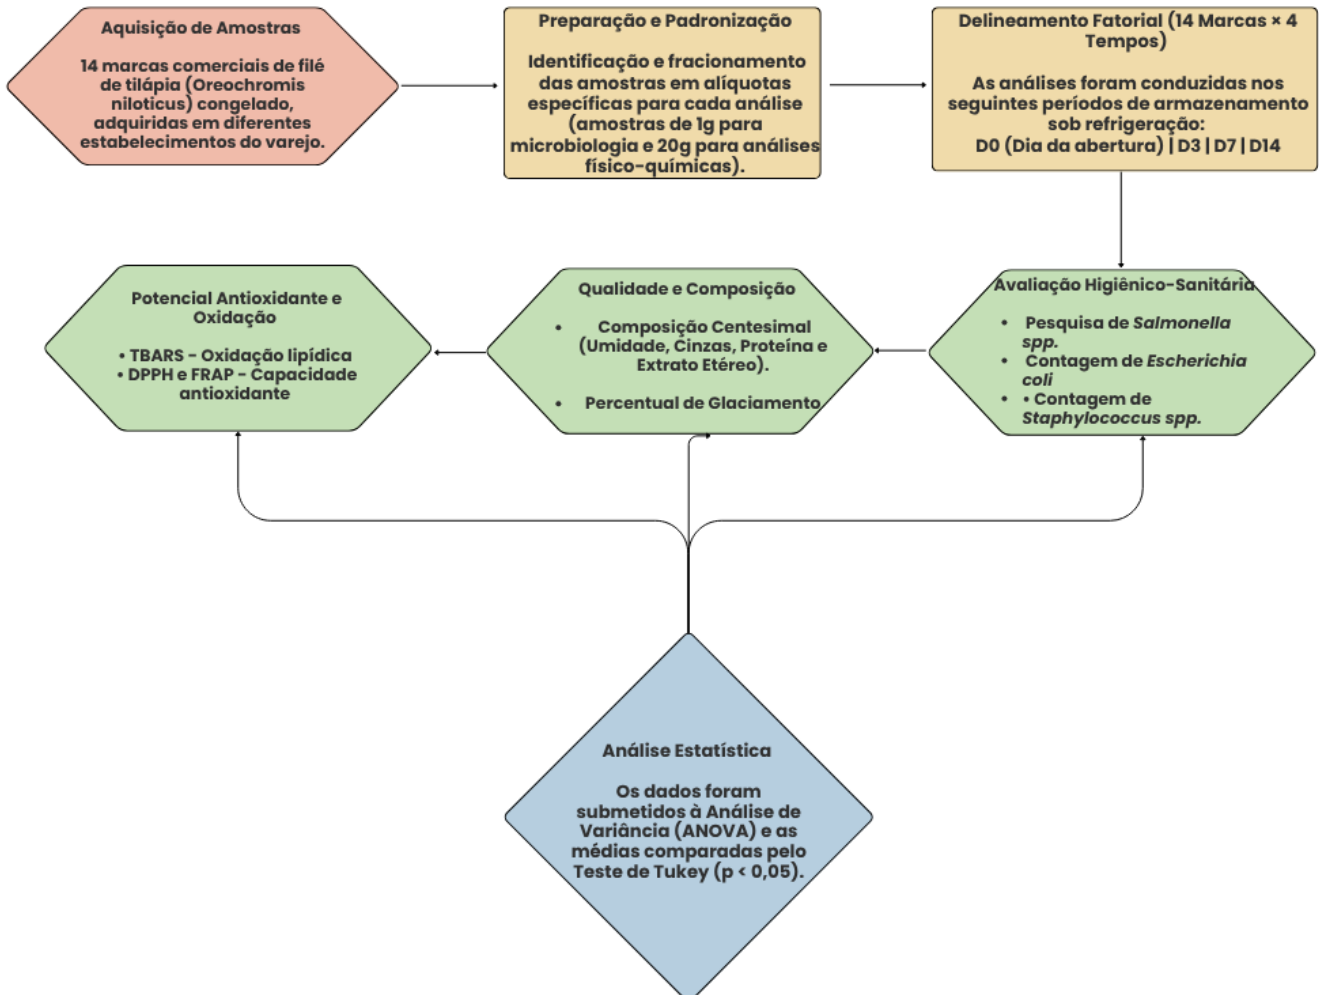 Aquisição de Amostras
14 marcas comerciais de filé
de tilápia (Oreochromis
niloticus) congelado,
adquiridas em diferentes
estabelecimentos do varejo.
Preparação e Padronização
Identificação e fracionamento
das amostras em alíquotas
específicas para cada análise
(amostras de 1g para
microbiologia e 20g para análises
físico-químicas).
Delineamento Fatorial (14 Marcas × 4
Tempos)
As análises foram conduzidas nos
seguintes períodos de armazenamento
sob refrigeração:
D0 (Dia da abertura) | D3 | D7 | D14
Potencial Antioxidante e
Oxidação
• TBARS - Oxidação lipídica
• DPPH e FRAP - Capacidade
antioxidante
Qualidade e Composição
• Composição Centesimal
(Umidade, Cinzas, Proteína e
Extrato Etéreo).
• Percentual de Glaciamento
Avaliação Higiênico-Sanitária
• Pesquisa de Salmonella
spp.
• Contagem de Escherichia
coli
• • Contagem de
Staphylococcus spp.
Análise Estatística
Os dados foram
submetidos à Análise de
Variância (ANOVA) e as
médias comparadas pelo
Teste de Tukey (p < 0,05).